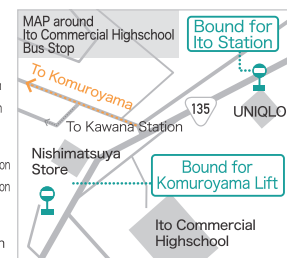 MAP around
Ito Commercial Highschool
Bus Stop
Bound for
Ito Station
To Komuroyama
135
UNIQLO
To Kawana Station
Nishimatsuya
Store
Bound for
Komuroyama Lift
Ito Commercial
Highschool